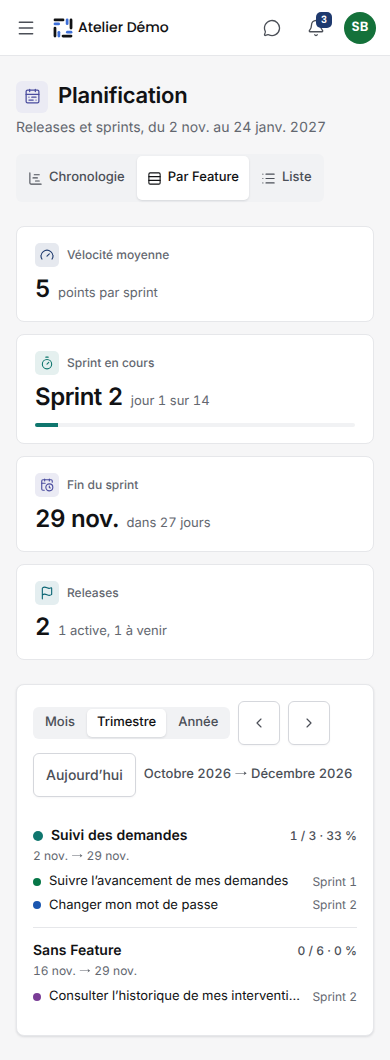 Atelier Démo
3
SB
Planification
Releases et sprints, du 2 nov. au 24 janv. 2027
Chronologie
Par Feature
Liste
Vélocité moyenne
5 points par sprint
Sprint en cours
Sprint 2 jour 1 sur 14
Fin du sprint
29 nov. dans 27 jours
Releases
2 1 active, 1 à venir
Mois
Trimestre
Année
Aujourd'hui
Octobre 2026 → Décembre 2026
Suivi des demandes 1 / 3 · 33 %
2 nov. → 29 nov.
Suivre l'avancement de mes demandes Sprint 1
Changer mon mot de passe Sprint 2
Sans Feature 0 / 6 · 0 %
16 nov. → 29 nov.
Consulter l'historique de mes interventi... Sprint 2